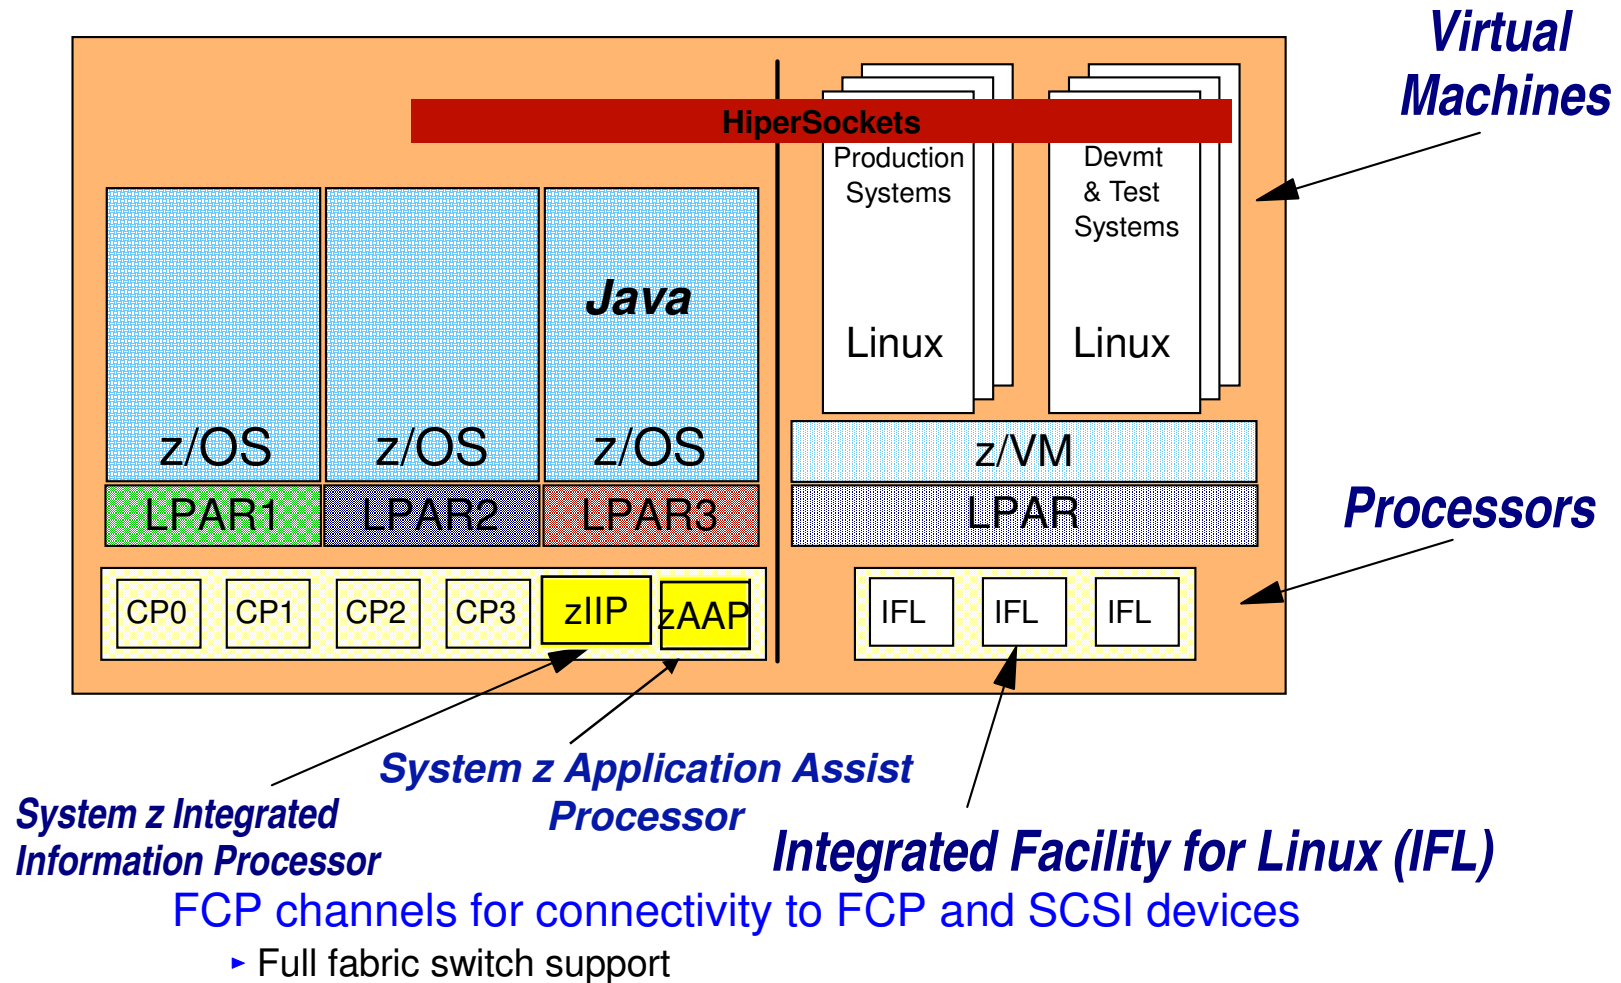 Virtual
Machines
HiperSockets
Production
Systems
Devmt
& Test
Systems
Java
Linux
Linux
z/OS
z/OS
z/OS
z/VM
LPAR1
LPAR2
LPAR3
LPAR
Processors
CP0
CP1
CP2
CP3
zIIP
zAAP
IFL
IFL
IFL
System z Application Assist
Processor
System z Integrated
Information Processor
Integrated Facility for Linux (IFL)
FCP channels for connectivity to FCP and SCSI devices
► Full fabric switch support